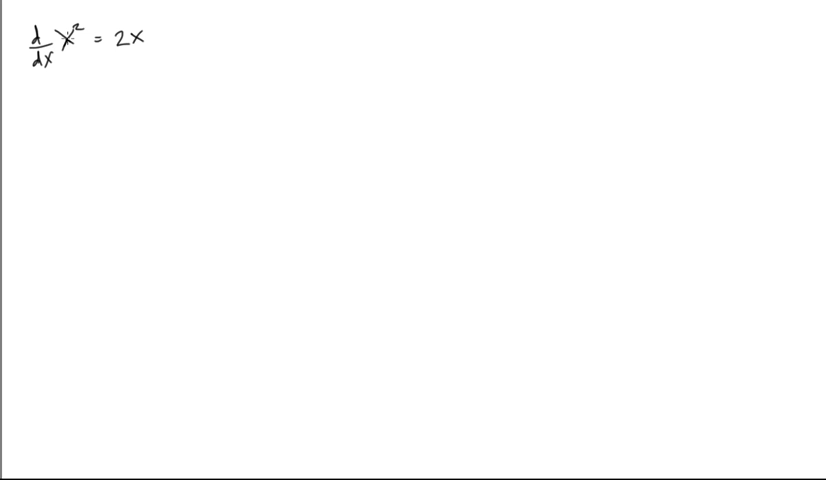 d/dx x² = 2x